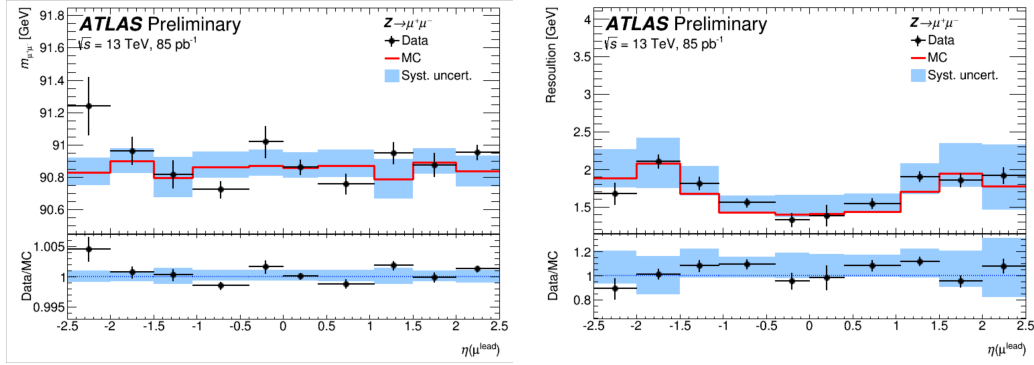 ATLAS Preliminary
√s = 13 TeV, 85 pb⁻¹
Z→μ⁺μ⁻
Data
MC
Syst. uncert.
m_μ⁺μ⁻ [GeV]
91.8
91.6
91.4
91.2
91
90.8
90.6
Data/MC
1.005
1
0.995
-2.5 -2 -1.5 -1 -0.5 0 0.5 1 1.5 2 2.5
η(μ^lead)
ATLAS Preliminary
√s = 13 TeV, 85 pb⁻¹
Z→μ⁺μ⁻
Data
MC
Syst. uncert.
Resoultion [GeV]
4
3.5
3
2.5
2
1.5
Data/MC
1.2
1
0.8
-2.5 -2 -1.5 -1 -0.5 0 0.5 1 1.5 2 2.5
η(μ^lead)